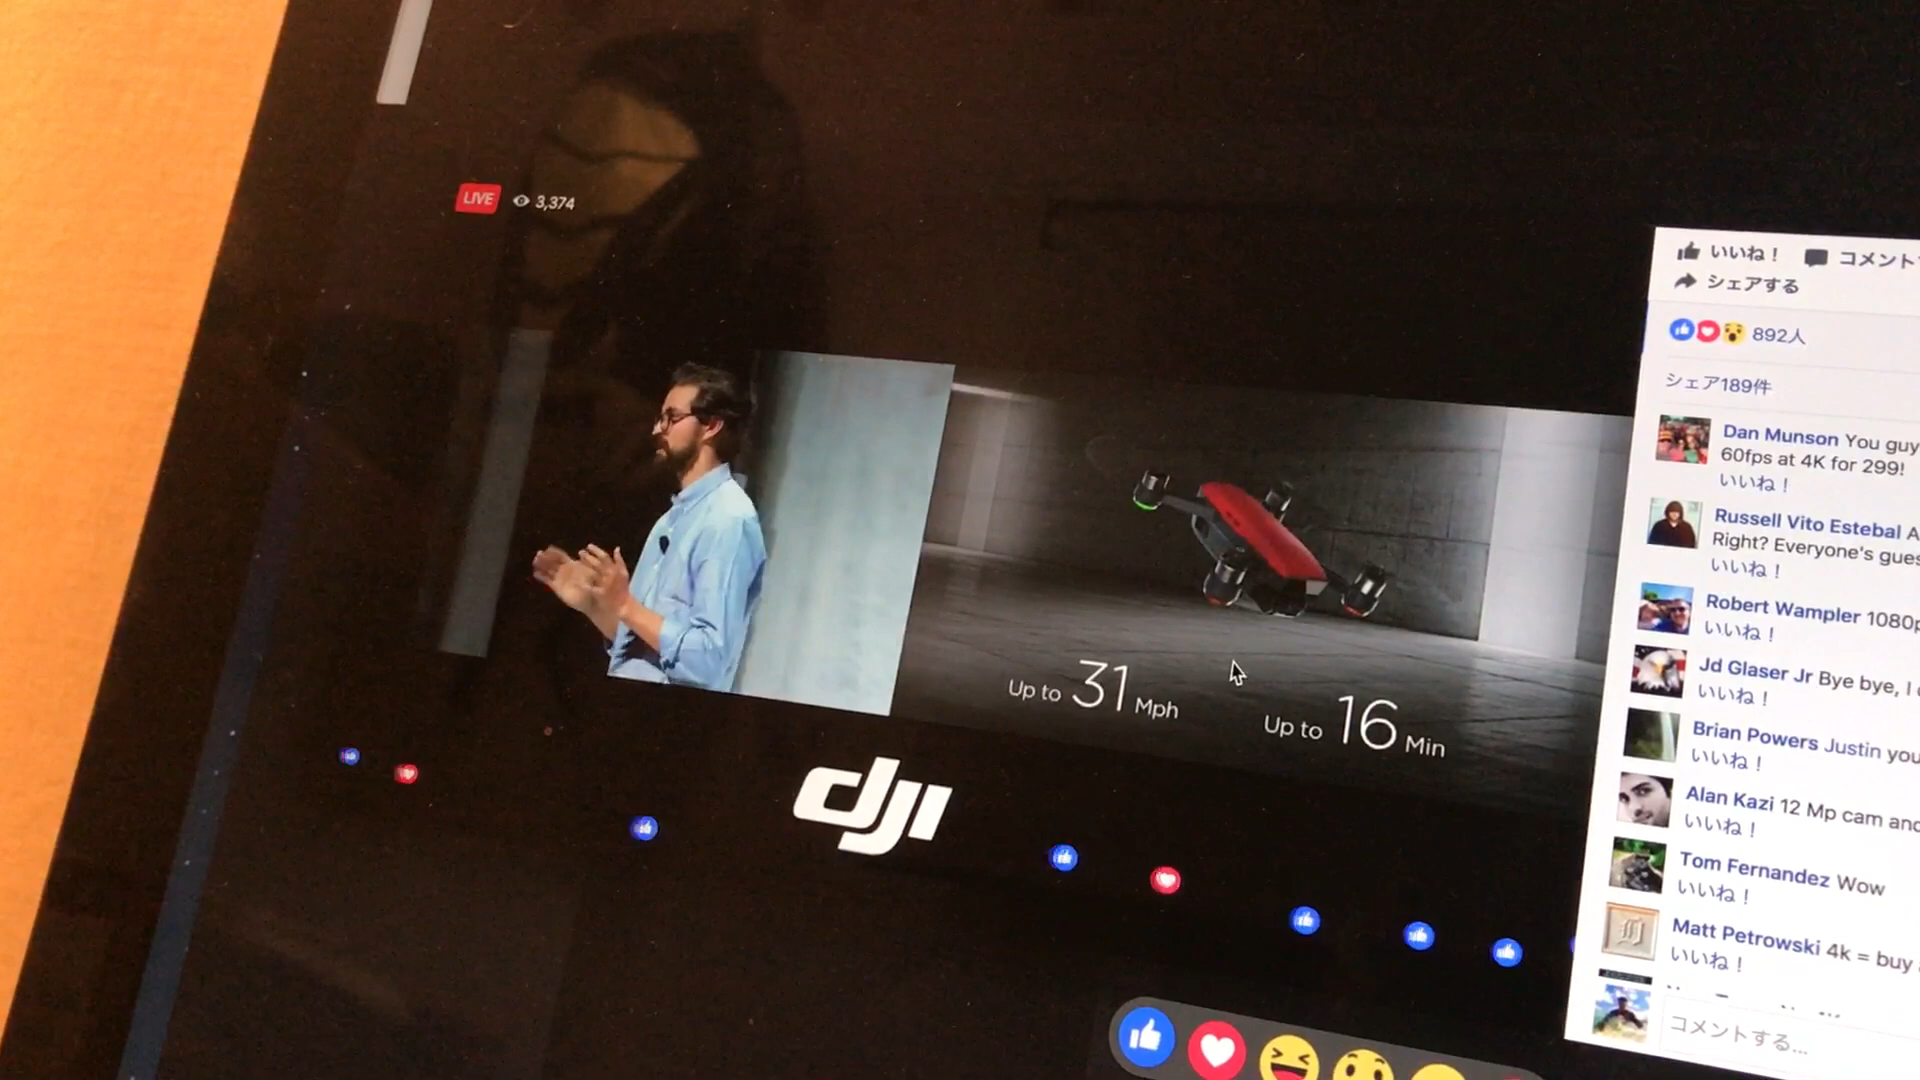 LIVE 3,374
Up to 31 Mph
Up to 16 Min
dji
いいね！ コメント
シェアする
892人
シェア189件
Dan Munson You guy
60fps at 4K for 299!
いいね！
Russell Vito Estebal A
Right? Everyone's gues
いいね！
Robert Wampler 1080p
いいね！
Jd Glaser Jr Bye bye, I
いいね！
Brian Powers Justin you
いいね！
Alan Kazi 12 Mp cam and
いいね！
Tom Fernandez Wow
いいね！
Matt Petrowski 4k = buy
いいね！
コメントする...